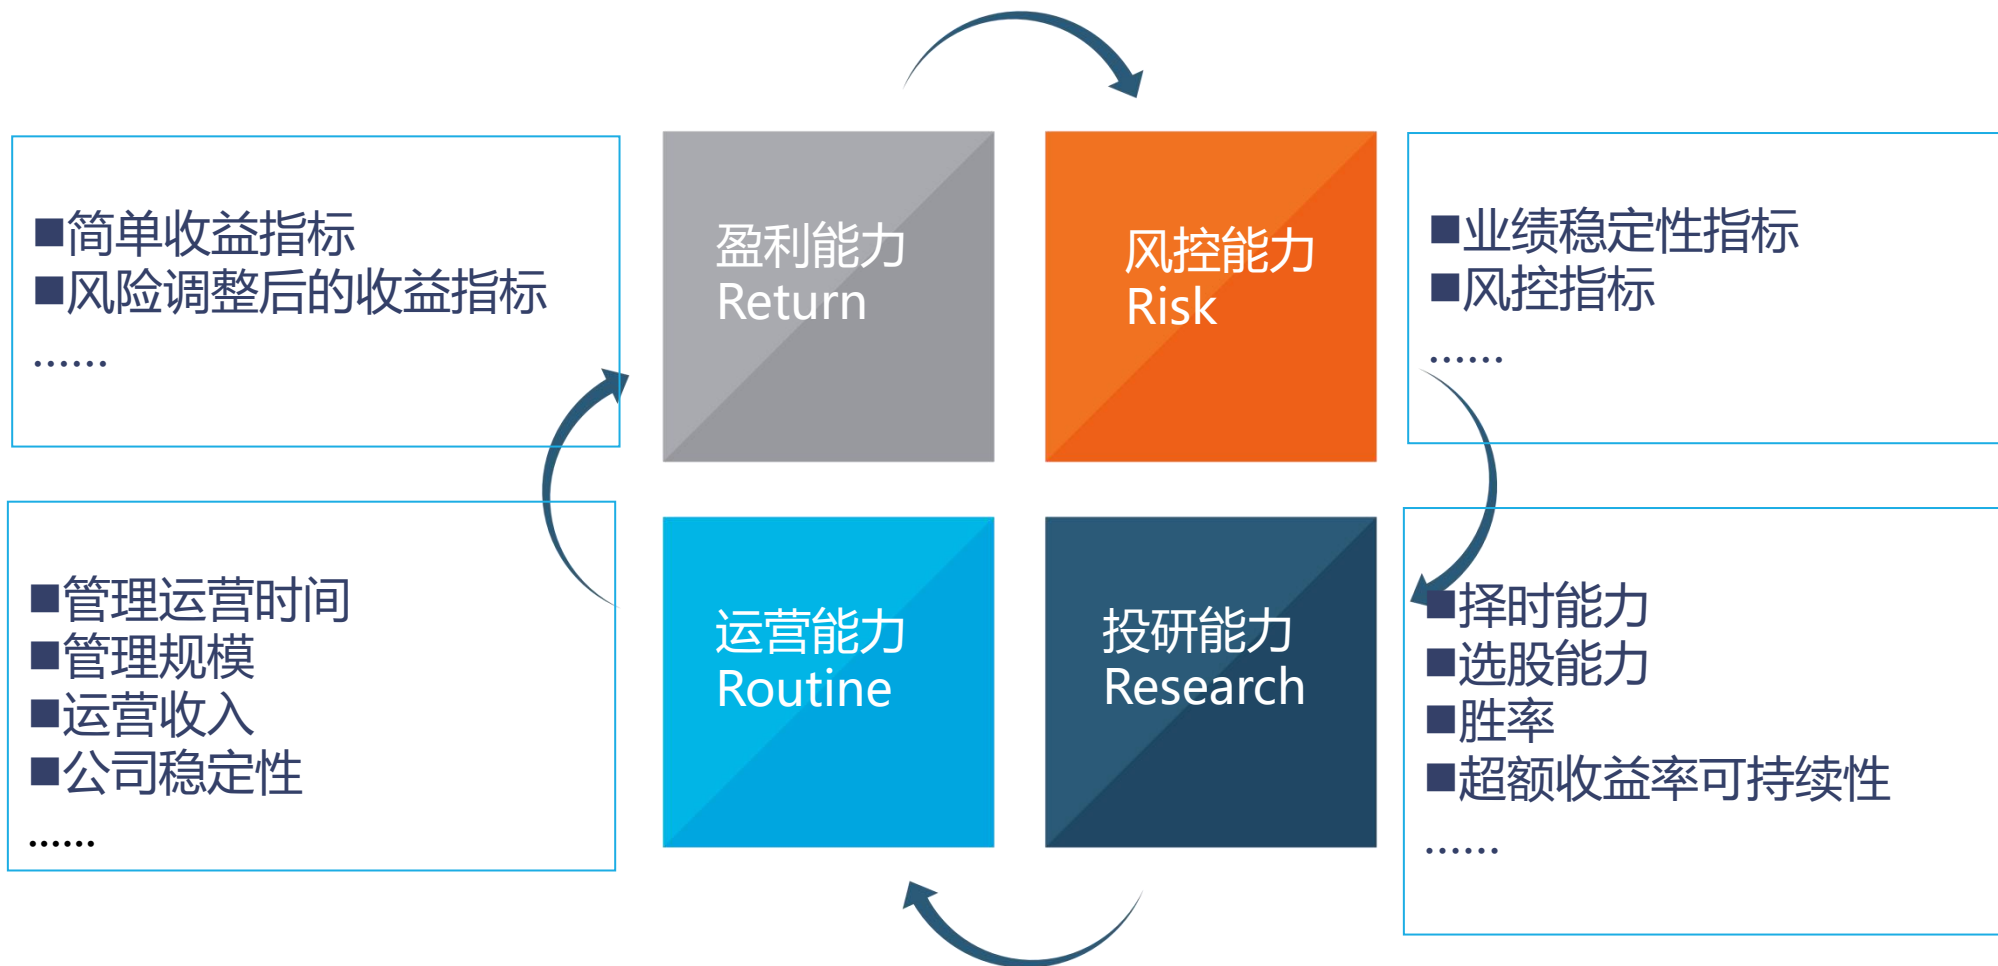 ■简单收益指标
■风险调整后的收益指标
......
盈利能力
Return
风控能力
Risk
■业绩稳定性指标
■风控指标
......
■管理运营时间
■管理规模
■运营收入
■公司稳定性
......
运营能力
Routine
投研能力
Research
■择时能力
■选股能力
■胜率
■超额收益率可持续性
......